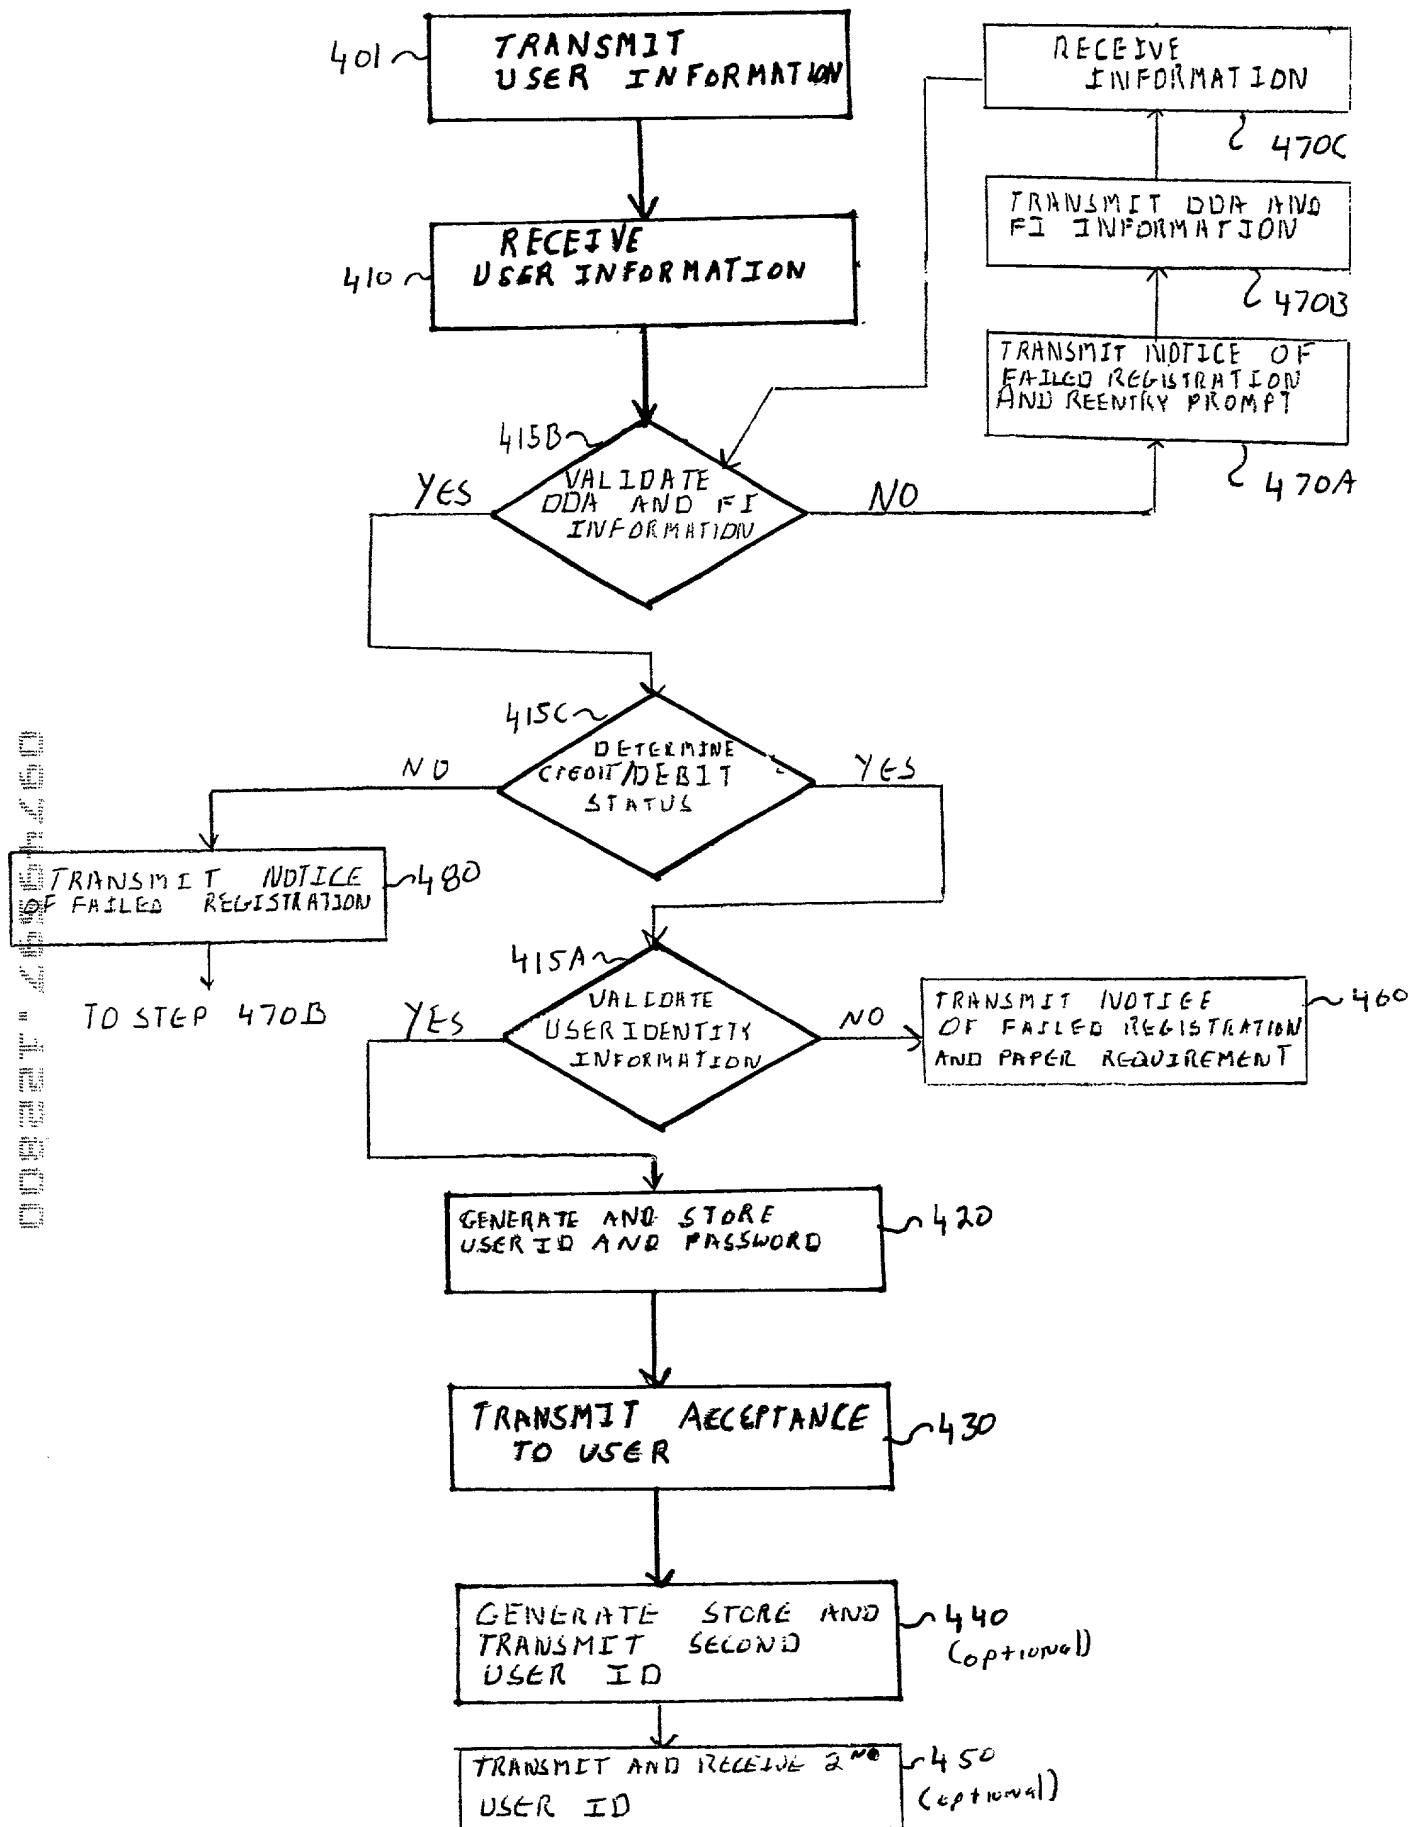 401
TRANSMIT
USER INFORMATION
RECEIVE
INFORMATION
470C
TRANSMIT DDA AND
FI INFORMATION
470B
TRANSMIT NOTICE OF
FAILED REGISTRATION
AND REENTRY PROMPT
470A
410
RECEIVE
USER INFORMATION
415B
YES
VALIDATE
DDA AND FI
INFORMATION
NO
415C
NO
DETERMINE
CREDIT/DEBIT
STATUS
YES
TRANSMIT NOTICE
OF FAILED REGISTRATION
480
TO STEP 470B
415A
YES
VALIDATE
USER IDENTITY
INFORMATION
NO
TRANSMIT NOTICE
OF FAILED REGISTRATION
AND PAPER REQUIREMENT
460
GENERATE AND STORE
USER ID AND PASSWORD
420
TRANSMIT ACCEPTANCE
TO USER
430
GENERATE STORE AND
TRANSMIT SECOND
USER ID
440
(optional)
TRANSMIT AND RECEIVE 2ND
USER ID
450
(optional)